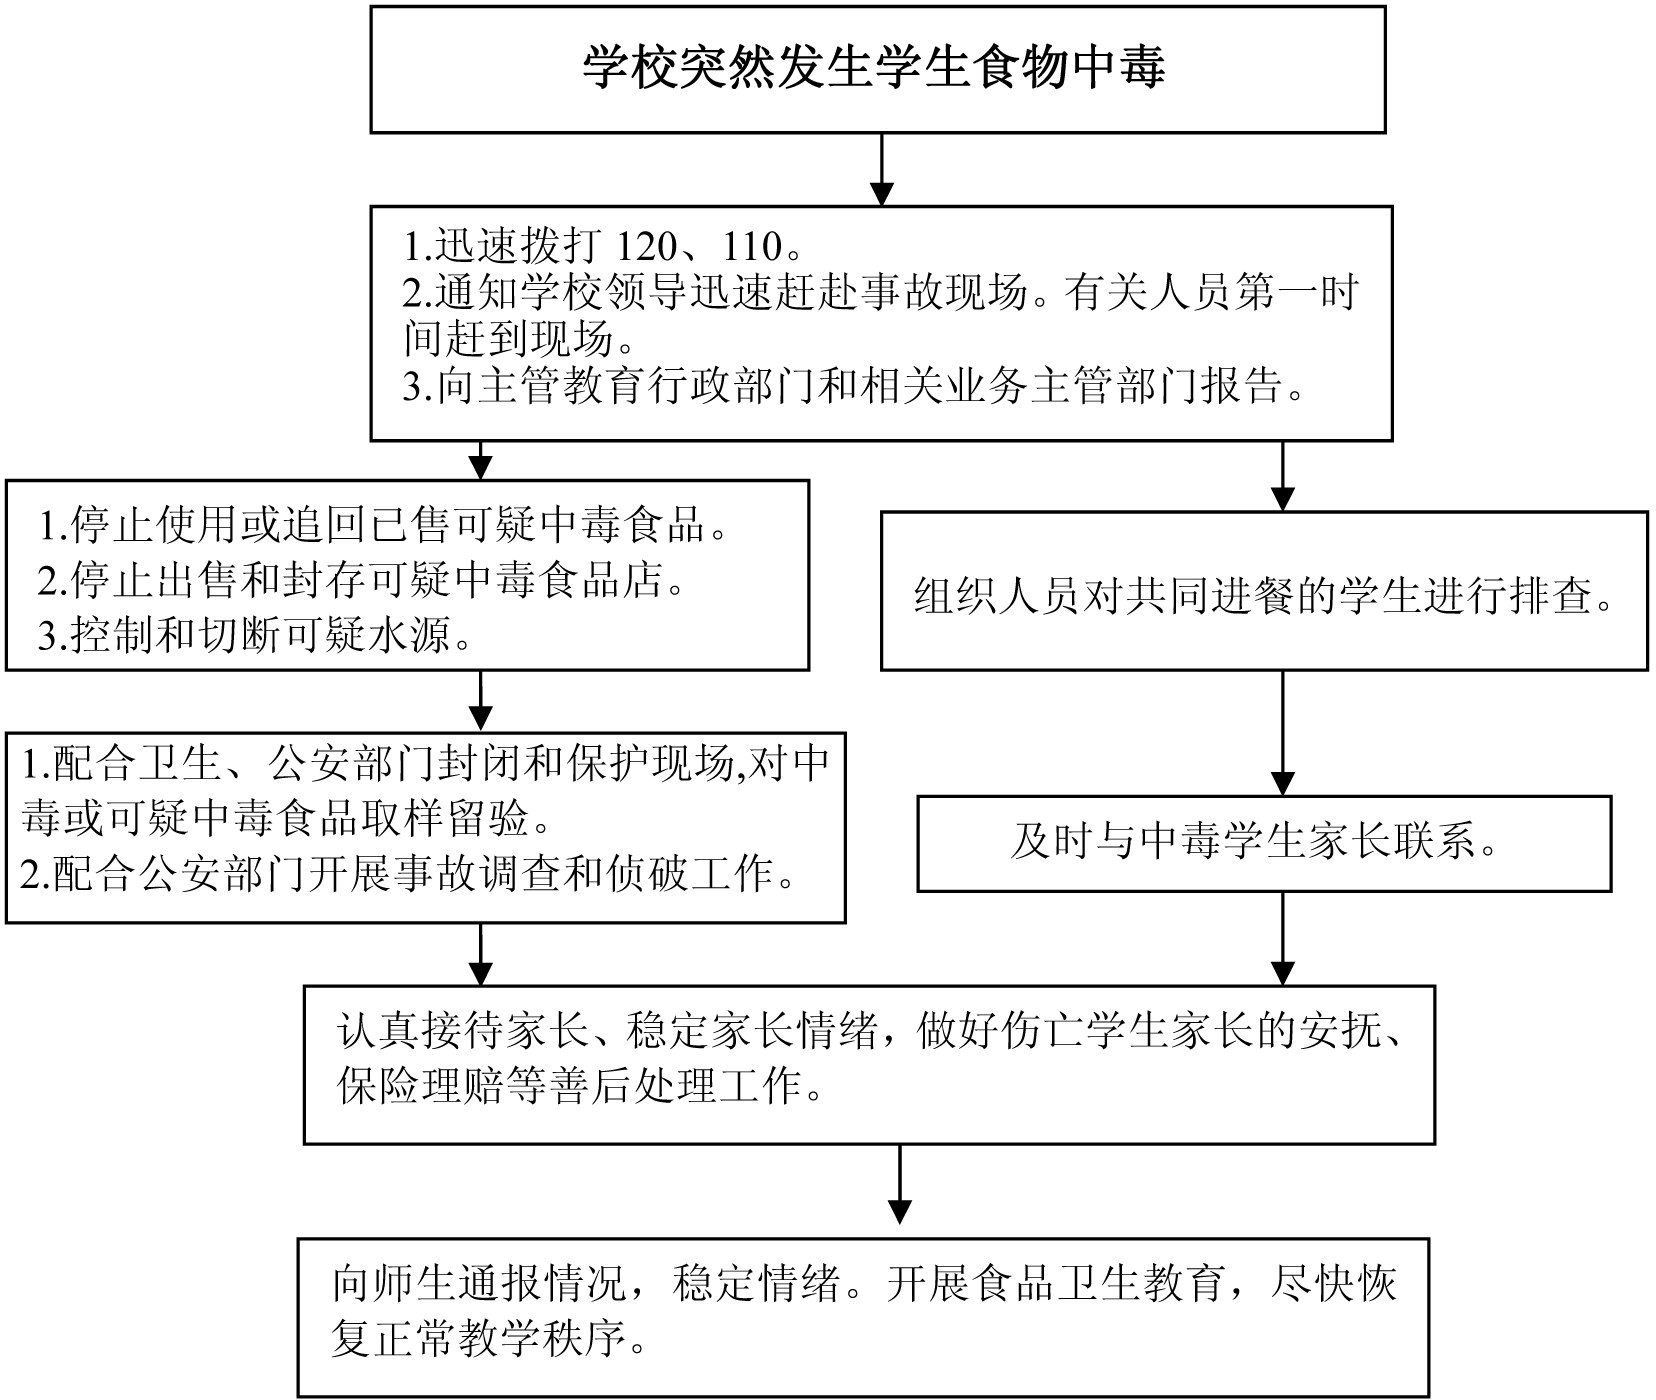 学校突然发生学生食物中毒
1.迅速拨打 120、110。
2.通知学校领导迅速赶赴事故现场。有关人员第一时
间赶到现场。
3.向主管教育行政部门和相关业务主管部门报告。
1.停止使用或追回已售可疑中毒食品。
2.停止出售和封存可疑中毒食品店。
3.控制和切断可疑水源。
组织人员对共同进餐的学生进行排查。
1.配合卫生、公安部门封闭和保护现场,对中
毒或可疑中毒食品取样留验。
2.配合公安部门开展事故调查和侦破工作。
及时与中毒学生家长联系。
认真接待家长、稳定家长情绪，做好伤亡学生家长的安抚、
保险理赔等善后处理工作。
向师生通报情况，稳定情绪。开展食品卫生教育，尽快恢
复正常教学秩序。